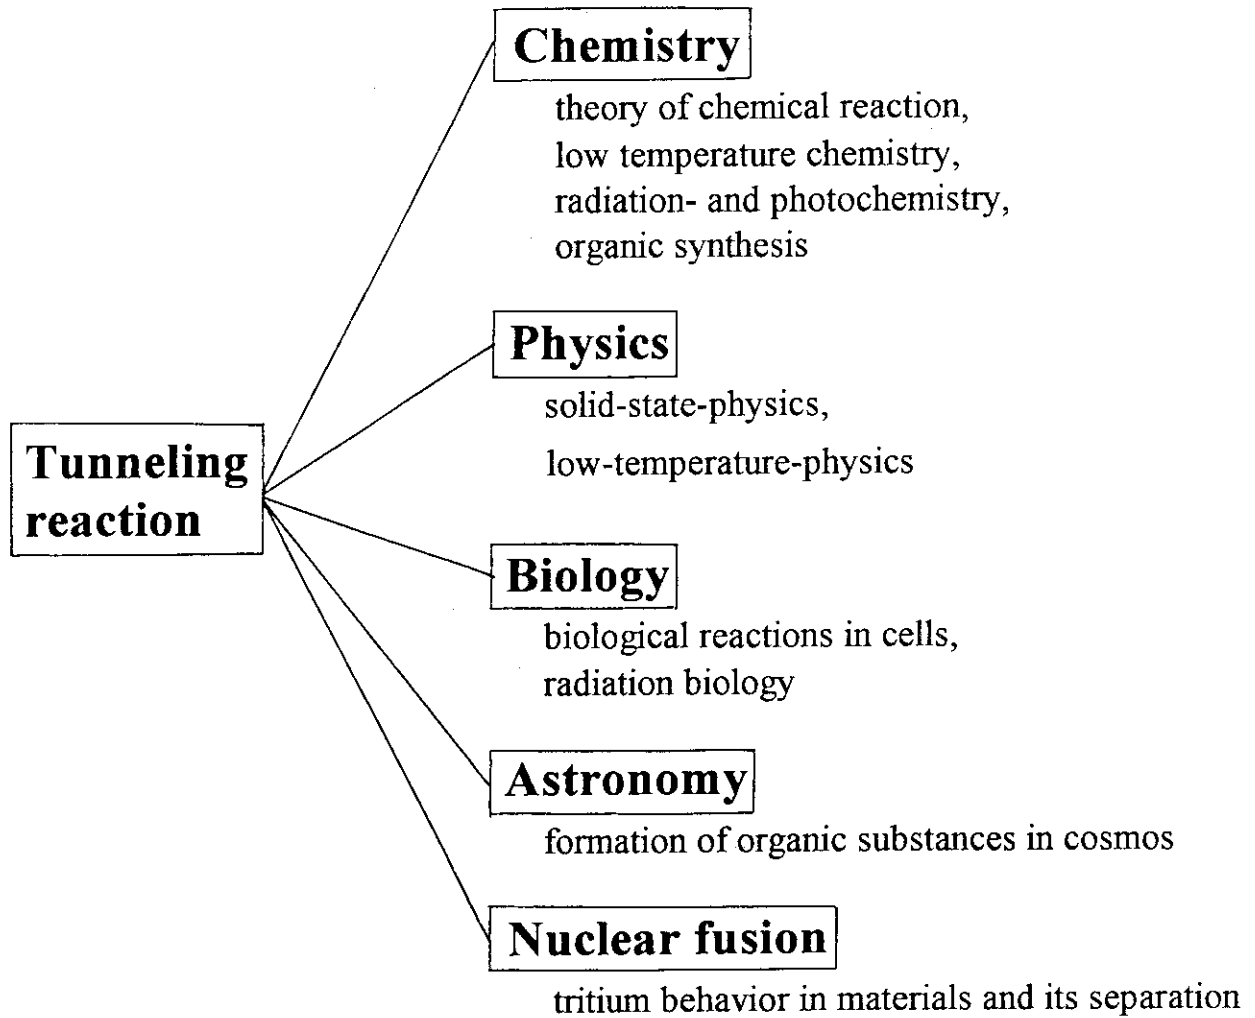 Chemistry
theory of chemical reaction,
low temperature chemistry,
radiation- and photochemistry,
organic synthesis
Physics
solid-state-physics,
low-temperature-physics
Tunneling
reaction
Biology
biological reactions in cells,
radiation biology
Astronomy
formation of organic substances in cosmos
Nuclear fusion
tritium behavior in materials and its separation